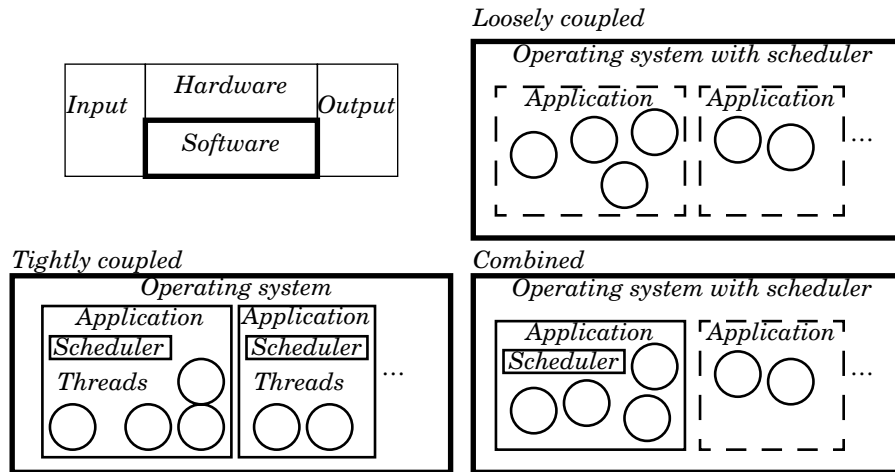 Input
Hardware
Output
Software
Loosely coupled
Operating system with scheduler
Application
Application
...
Tightly coupled
Operating system
Application
Application
Scheduler
Scheduler
Threads
Threads
...
Combined
Operating system with scheduler
Application
Application
Scheduler
...